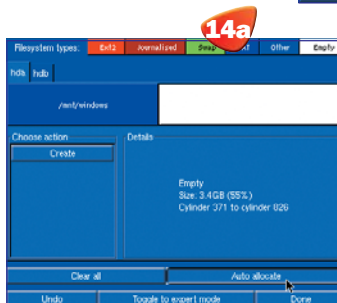 14a
Filesystem types: Ext2 Journalised Swap FAT Other Empty
hda hdb
/mnt/windows
Choose action
Create
Details
Empty
Size: 3.4GB (55%)
Cylinder 371 to cylinder 826
Clear all Auto allocate
Undo Toggle to expert mode Done